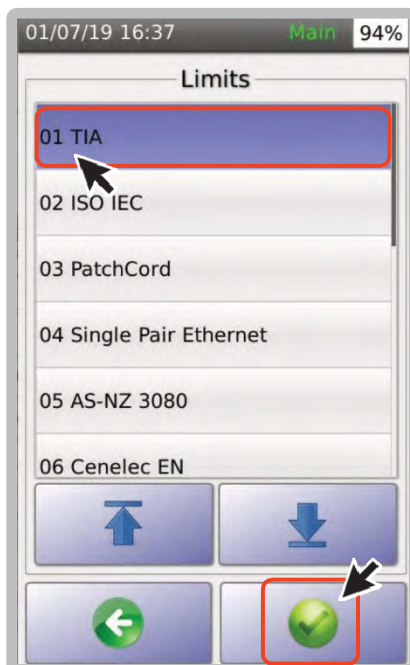 01/07/19 16:37 Main 94%
Limits
01 TIA
02 ISO IEC
03 PatchCord
04 Single Pair Ethernet
05 AS-NZ 3080
06 Cenelec EN